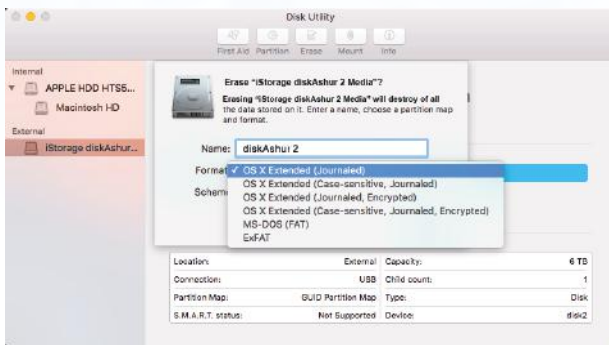 Disk Utility
First Aid Partition Erase Mount Info
Internal
APPLE HDD HTS5...
Macintosh HD
External
iStorage diskAshur...
Erase "iStorage diskAshur 2 Media"?
Erasing "iStorage diskAshur 2 Media" will destroy of all
the data stored on it. Enter a name, choose a partition map
and format.
Name: diskAshur 2
Format ✓ OS X Extended (Journaled)
OS X Extended (Case-sensitive, Journaled)
Schem
OS X Extended (Journaled, Encrypted)
OS X Extended (Case-sensitive, Journaled, Encrypted)
MS-DOS (FAT)
ExFAT
Location: External Capacity: 6 TB
Connection: USB Child count: 1
Partition Map: GUID Partition Map Type: Disk
S.M.A.R.T. status: Not Supported Device: disk2